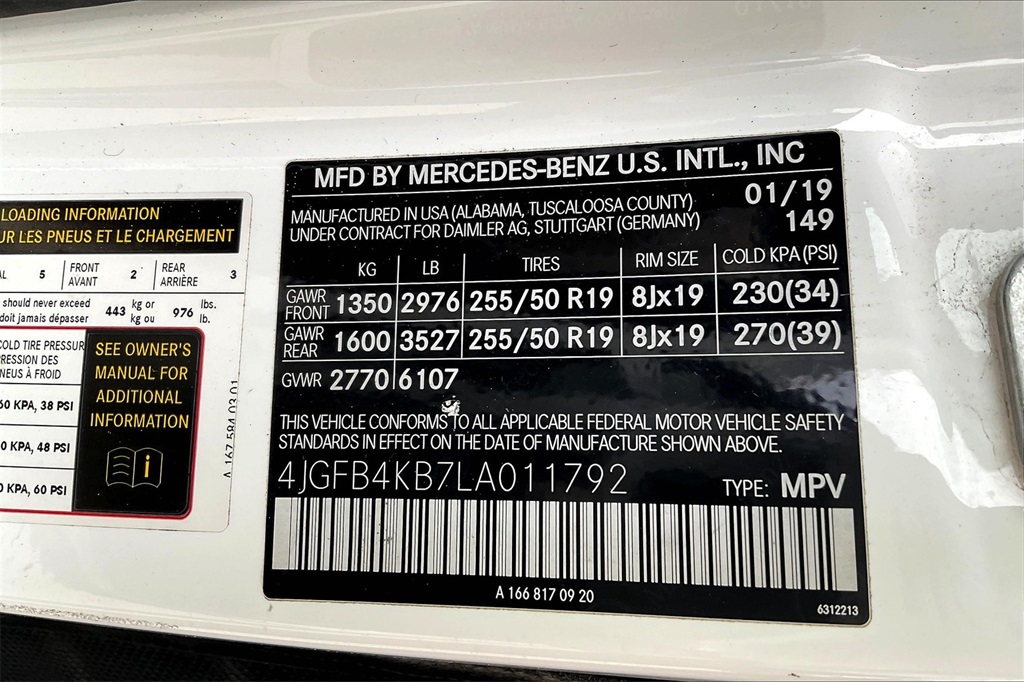 LOADING INFORMATION
UR LES PNEUS ET LE CHARGEMENT
AL 5 FRONT AVANT 2 REAR ARRIÈRE 3
should never exceed
doit jamais dépasser 443 kg or kg ou 976 lbs. lb.
COLD TIRE PRESSUR
RESSION DES
NEUS À FROID
60 KPA, 38 PSI
0 KPA, 48 PSI
0 KPA, 60 PSI
SEE OWNER'S
MANUAL FOR
ADDITIONAL
INFORMATION
i
A 167 584 03 01
MFD BY MERCEDES-BENZ U.S. INTL., INC
MANUFACTURED IN USA (ALABAMA, TUSCALOOSA COUNTY) 01/19
UNDER CONTRACT FOR DAIMLER AG, STUTTGART (GERMANY) 149
KG LB TIRES RIM SIZE COLD KPA (PSI)
GAWR FRONT 1350 2976 255/50 R19 8Jx19 230(34)
GAWR REAR 1600 3527 255/50 R19 8Jx19 270(39)
GVWR 2770 6107
THIS VEHICLE CONFORMS TO ALL APPLICABLE FEDERAL MOTOR VEHICLE SAFETY
STANDARDS IN EFFECT ON THE DATE OF MANUFACTURE SHOWN ABOVE.
4JGFB4KB7LA011792 TYPE: MPV
A 166 817 09 20
6312213